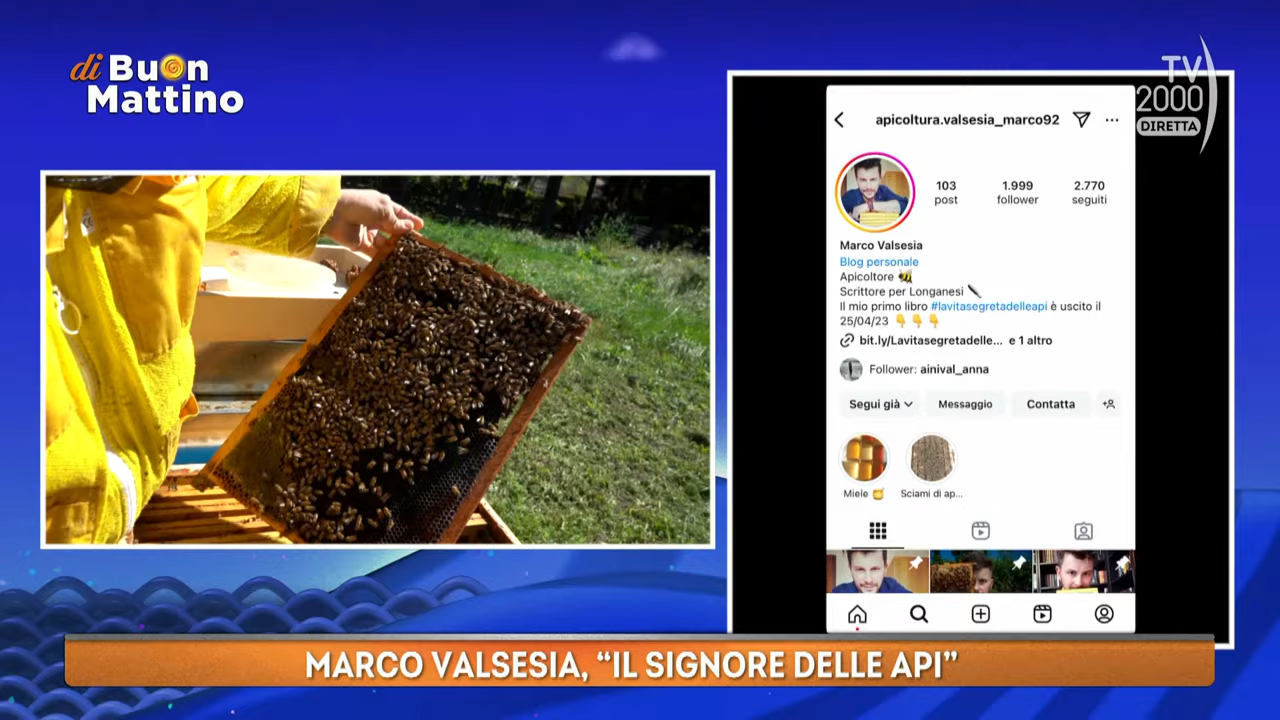 di Buon
Mattino
TV
2000
DIRETTA
apicoltura.valsesia_marco92
103
post
1.999
follower
2.770
seguiti
Marco Valsesia
Blog personale
Apicoltore
Scrittore per Longanesi
Il mio primo libro #lavitasegretadelleapi è uscito il
25/04/23
bit.ly/Lavitasegretadelle... e 1 altro
Follower: ainival_anna
Segui già
Messaggio
Contatta
Miele
Sciami di ap...
MARCO VALSESIA, “IL SIGNORE DELLE API”